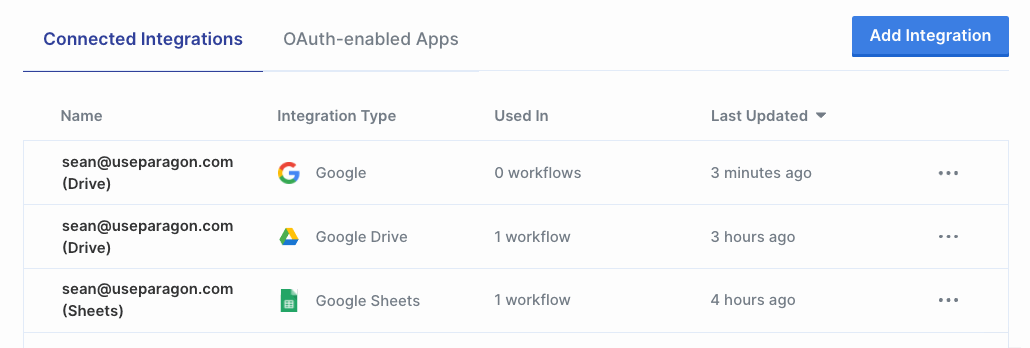 Connected Integrations
OAuth-enabled Apps
Add Integration
Name
Integration Type
Used In
Last Updated
sean@useparagon.com
(Drive)
Google
0 workflows
3 minutes ago
sean@useparagon.com
(Drive)
Google Drive
1 workflow
3 hours ago
sean@useparagon.com
(Sheets)
Google Sheets
1 workflow
4 hours ago